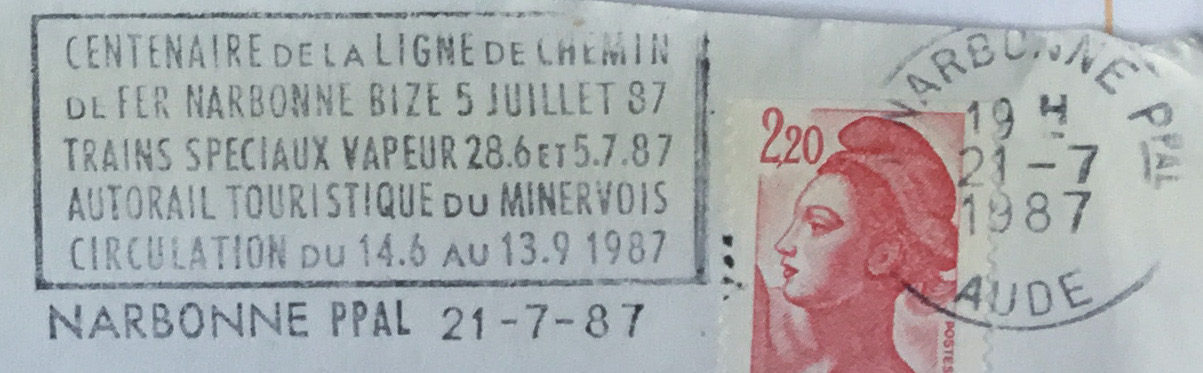 CENTENAIRE DE LA LIGNE DE CHEMIN
DE FER NARBONNE BIZE 5 JUILLET 87
TRAINS SPECIAUX VAPEUR 28.6 ET 5.7.87
AUTORAIL TOURISTIQUE DU MINERVOIS
CIRCULATION DU 14.6 AU 13.9 1987
NARBONNE PPAL 21-7-87
2,20
POSTES
NARBONNE PPAL
19 H
21-7
1987
AUDE